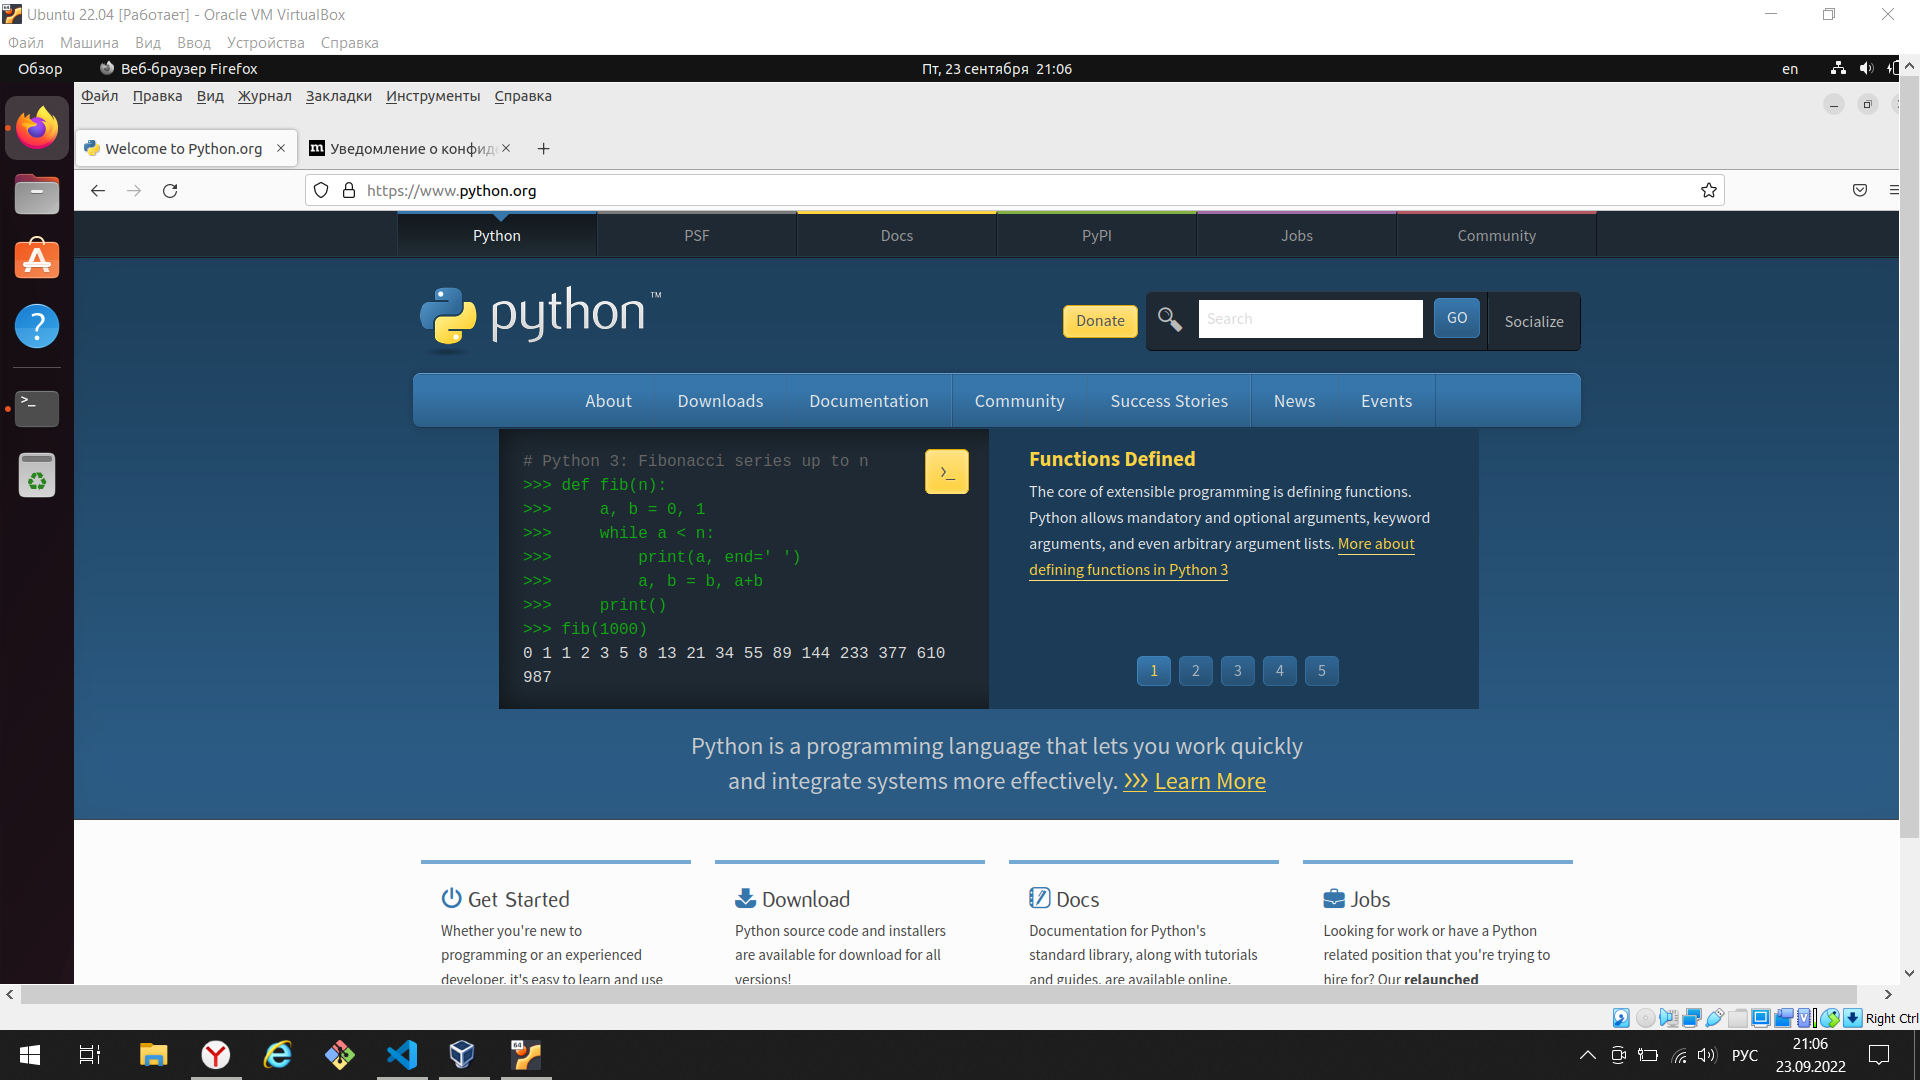 Ubuntu 22.04 [Работает] - Oracle VM VirtualBox
Файл Машина Вид Ввод Устройства Справка
Обзор Веб-браузер Firefox Пт, 23 сентября 21:06 en
Файл Правка Вид Журнал Закладки Инструменты Справка
Welcome to Python.org Уведомление о конфид
https://www.python.org
Python PSF Docs PyPI Jobs Community
python™
Donate Search GO Socialize
About Downloads Documentation Community Success Stories News Events
# Python 3: Fibonacci series up to n
>>> def fib(n):
>>>     a, b = 0, 1
>>>     while a < n:
>>>         print(a, end=' ')
>>>         a, b = b, a+b
>>>     print()
>>> fib(1000)
0 1 1 2 3 5 8 13 21 34 55 89 144 233 377 610
987
Functions Defined
The core of extensible programming is defining functions.
Python allows mandatory and optional arguments, keyword
arguments, and even arbitrary argument lists. More about
defining functions in Python 3
1 2 3 4 5
Python is a programming language that lets you work quickly
and integrate systems more effectively. >>> Learn More
Get Started
Whether you're new to
programming or an experienced
developer, it's easy to learn and use
Download
Python source code and installers
are available for download for all
versions!
Docs
Documentation for Python's
standard library, along with tutorials
and guides, are available online.
Jobs
Looking for work or have a Python
related position that you're trying to
hire for? Our relaunched
Right Ctrl
РУС
21:06
23.09.2022